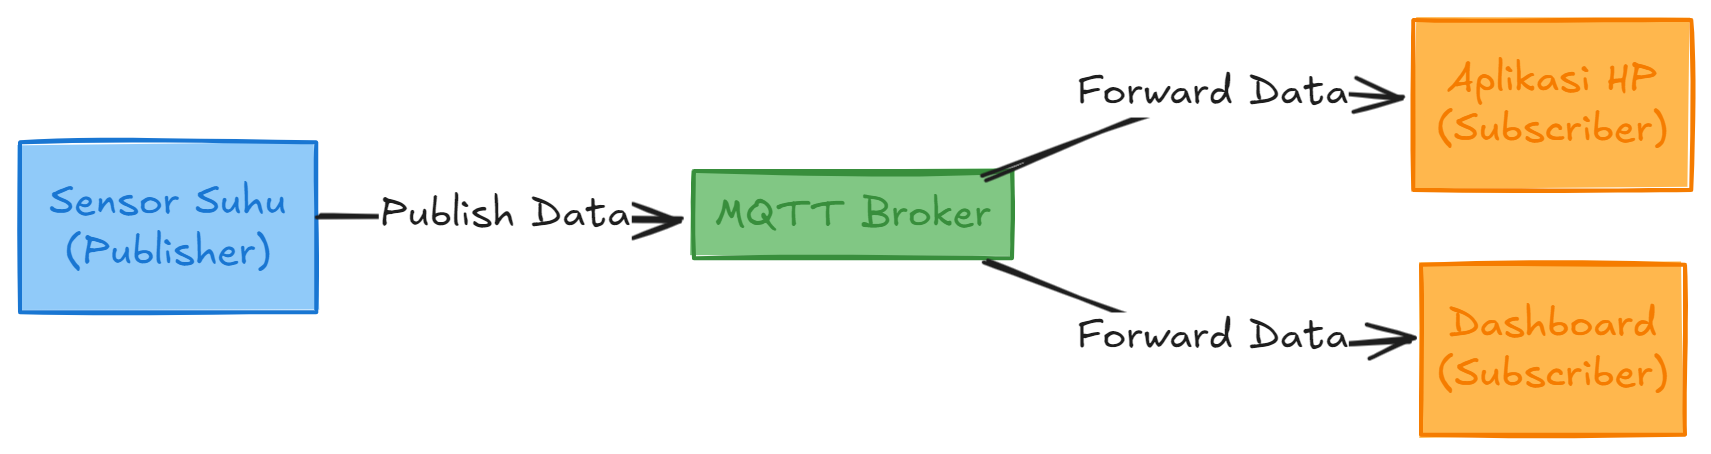 Sensor Suhu
(Publisher)
Publish Data
MQTT Broker
Forward Data
Aplikasi HP
(Subscriber)
Forward Data
Dashboard
(Subscriber)